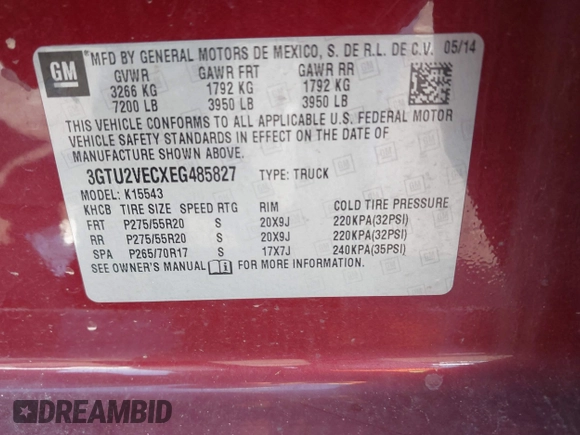 GM
MFD BY GENERAL MOTORS DE MEXICO, S. DE R.L. DE C.V. 05/14
GVWR GAWR FRT GAWR RR
3266 KG 1792 KG 1792 KG
7200 LB 3950 LB 3950 LB
THIS VEHICLE CONFORMS TO ALL APPLICABLE U.S. FEDERAL MOTOR
VEHICLE SAFETY STANDARDS IN EFFECT ON THE DATE OF
MANUFACTURE SHOWN ABOVE.
3GTU2VECXEG485827 TYPE: TRUCK
MODEL: K15543
KHCB TIRE SIZE SPEED RTG RIM COLD TIRE PRESSURE
FRT P275/55R20 S 20X9J 220KPA(32PSI)
RR P275/55R20 S 20X9J 220KPA(32PSI)
SPA P265/70R17 S 17X7J 240KPA(35PSI)
SEE OWNER'S MANUAL FOR MORE INFORMATION.
DREAMBID